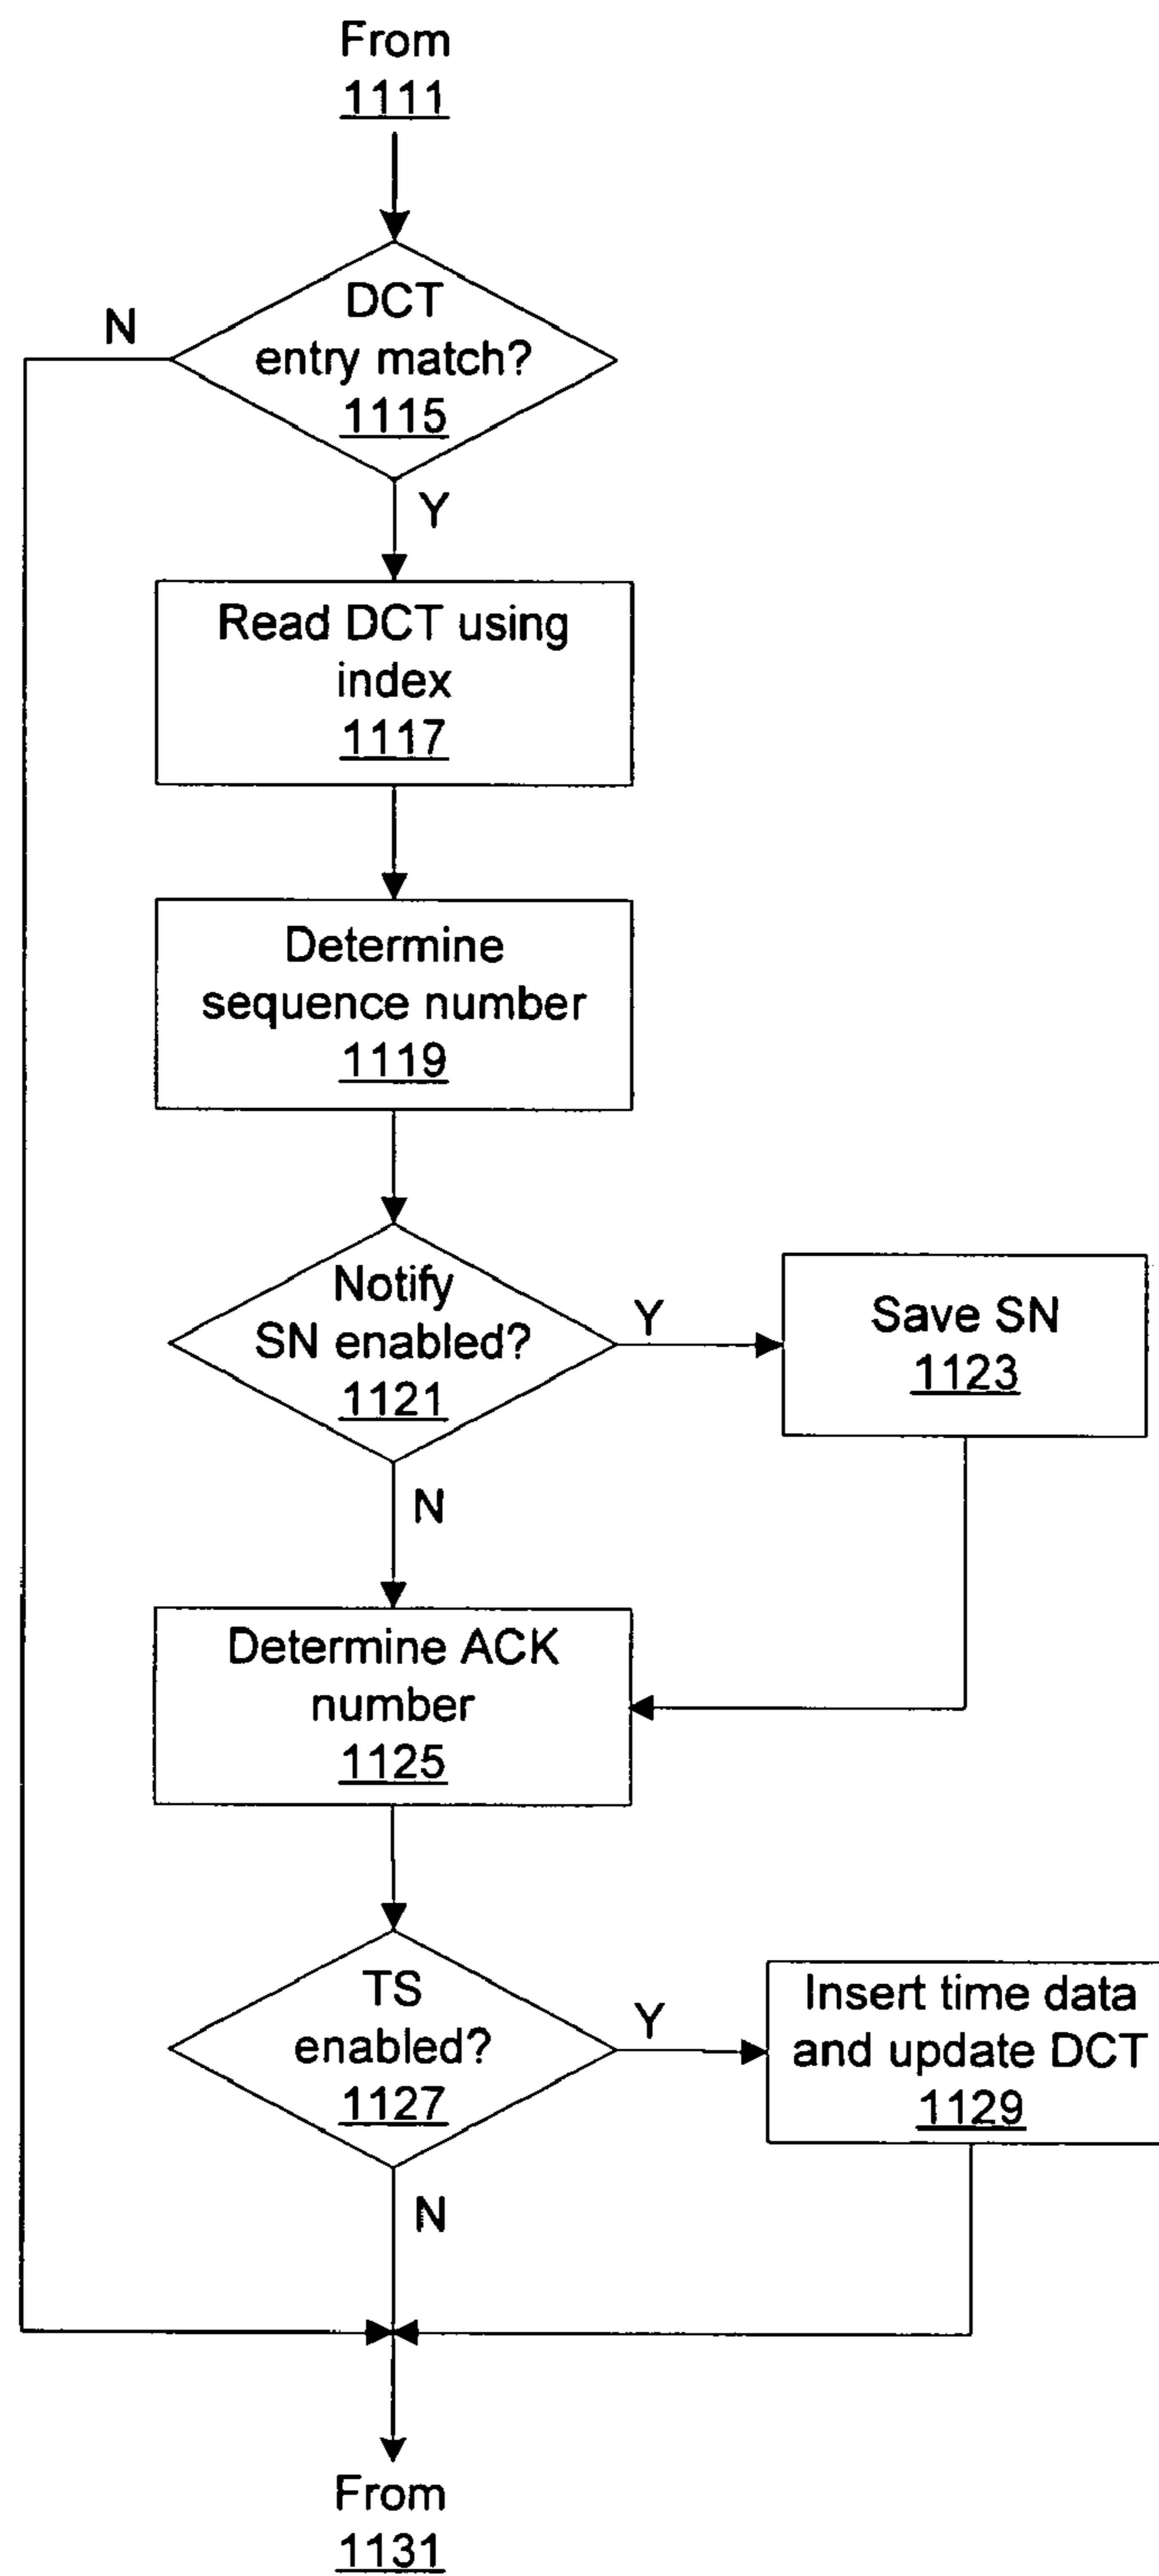 From
1111
DCT
entry match?
1115
N
Y
Read DCT using
index
1117
Determine
sequence number
1119
Notify
SN enabled?
1121
Y
Save SN
1123
N
Determine ACK
number
1125
TS
enabled?
1127
Y
Insert time data
and update DCT
1129
N
From
1131